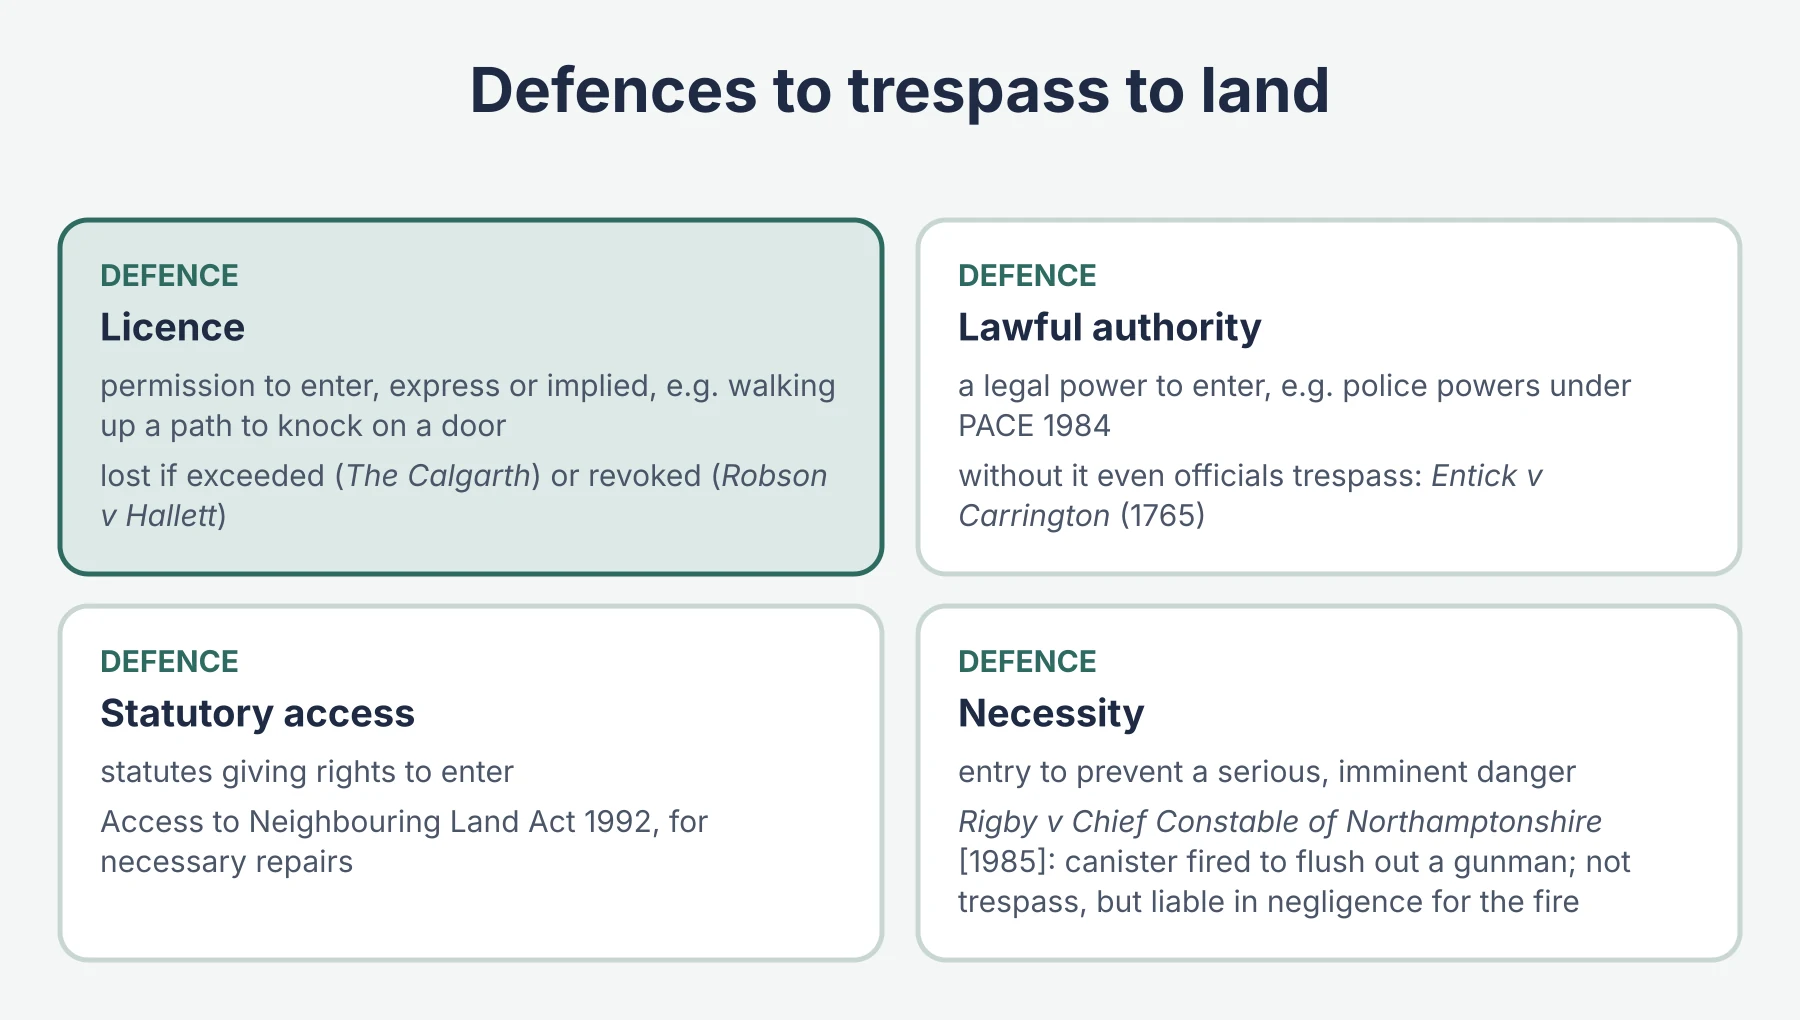 Defences to trespass to land
DEFENCE
Licence
permission to enter, express or implied, e.g. walking
up a path to knock on a door
lost if exceeded (The Calgarth) or revoked (Robson
v Hallett)
DEFENCE
Lawful authority
a legal power to enter, e.g. police powers under
PACE 1984
without it even officials trespass: Entick v
Carrington (1765)
DEFENCE
Statutory access
statutes giving rights to enter
Access to Neighbouring Land Act 1992, for
necessary repairs
DEFENCE
Necessity
entry to prevent a serious, imminent danger
Rigby v Chief Constable of Northamptonshire
[1985]: canister fired to flush out a gunman; not
trespass, but liable in negligence for the fire